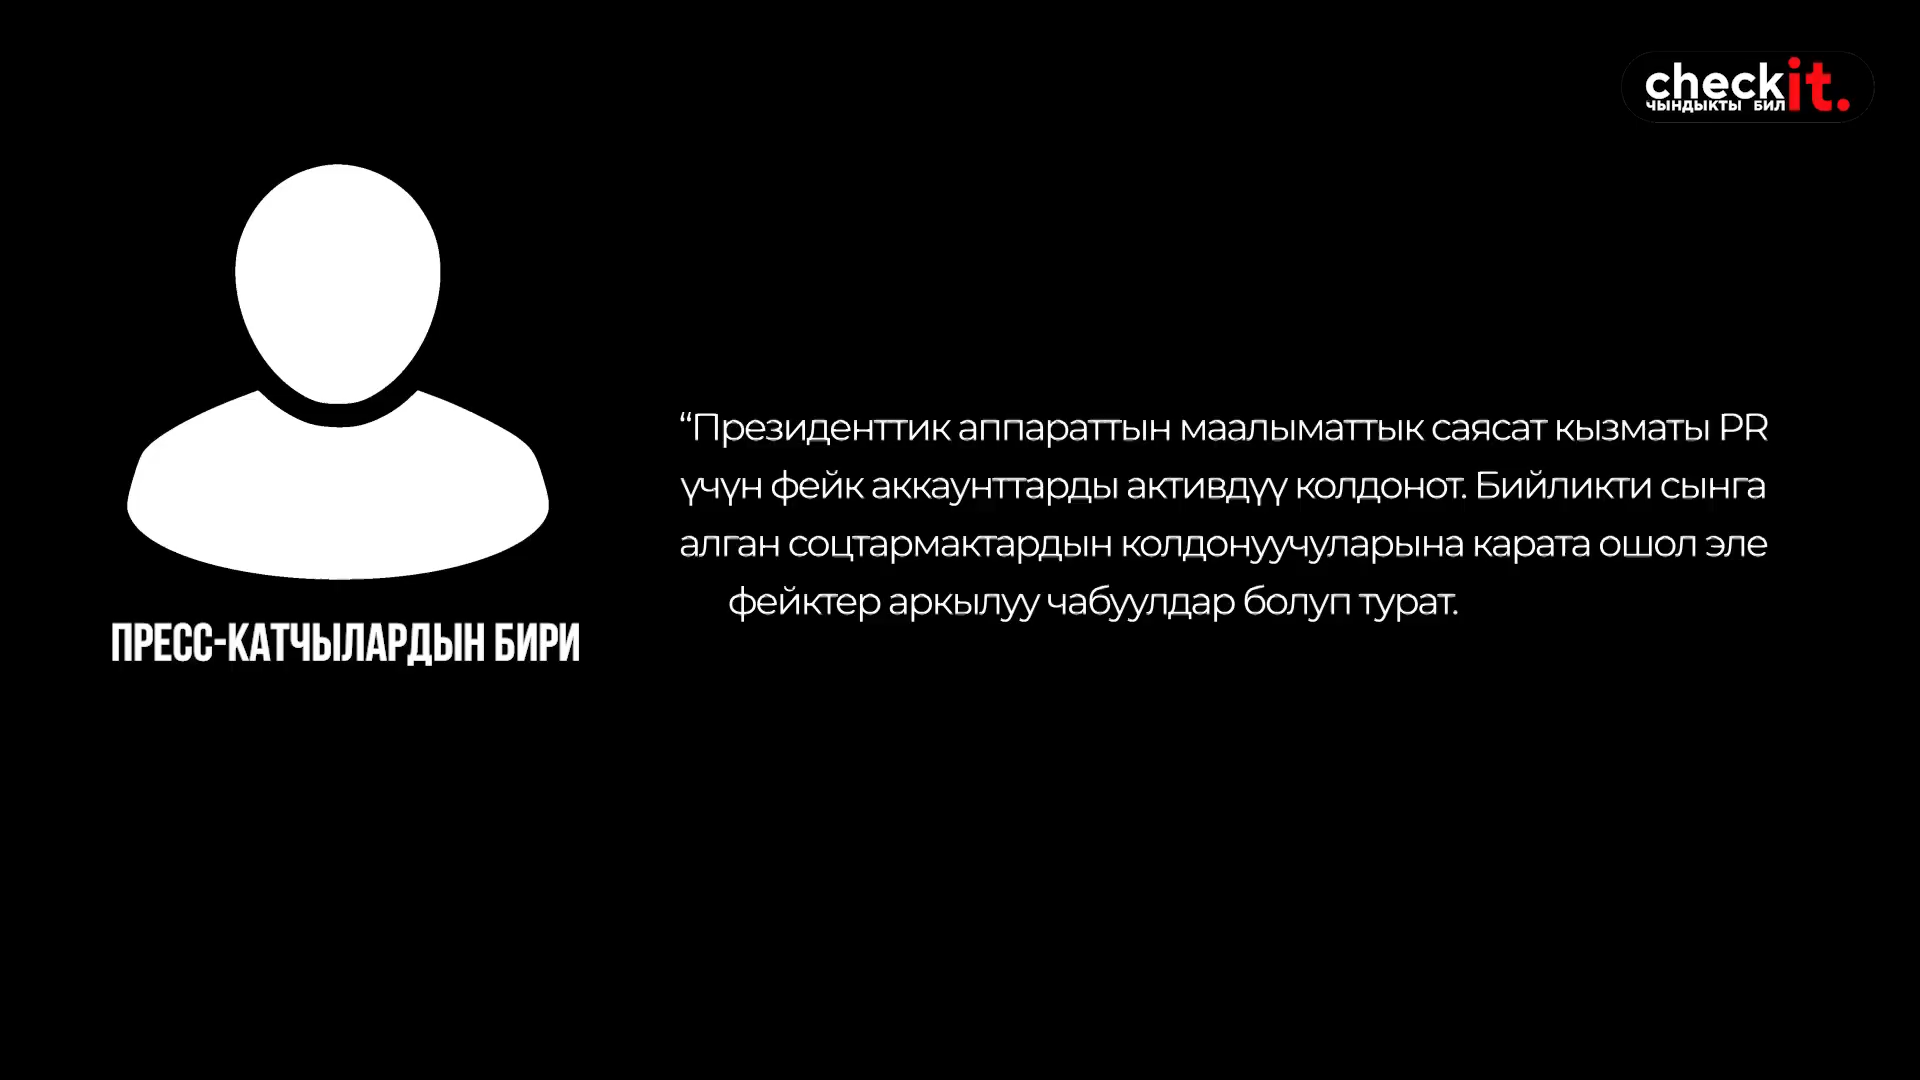 checkit.
ЧЫНДЫКТЫ БИЛ
“Президенттик аппараттын маалыматтык саясат кызматы PR
үчүн фейк аккаунттарды активдүү колдонот. Бийликти сынга
алган соцтармактардын колдонуучуларына карата ошол эле
фейктер аркылуу чабуулдар болуп турат.
ПРЕСС-КАТЧЫЛАРДЫН БИРИ